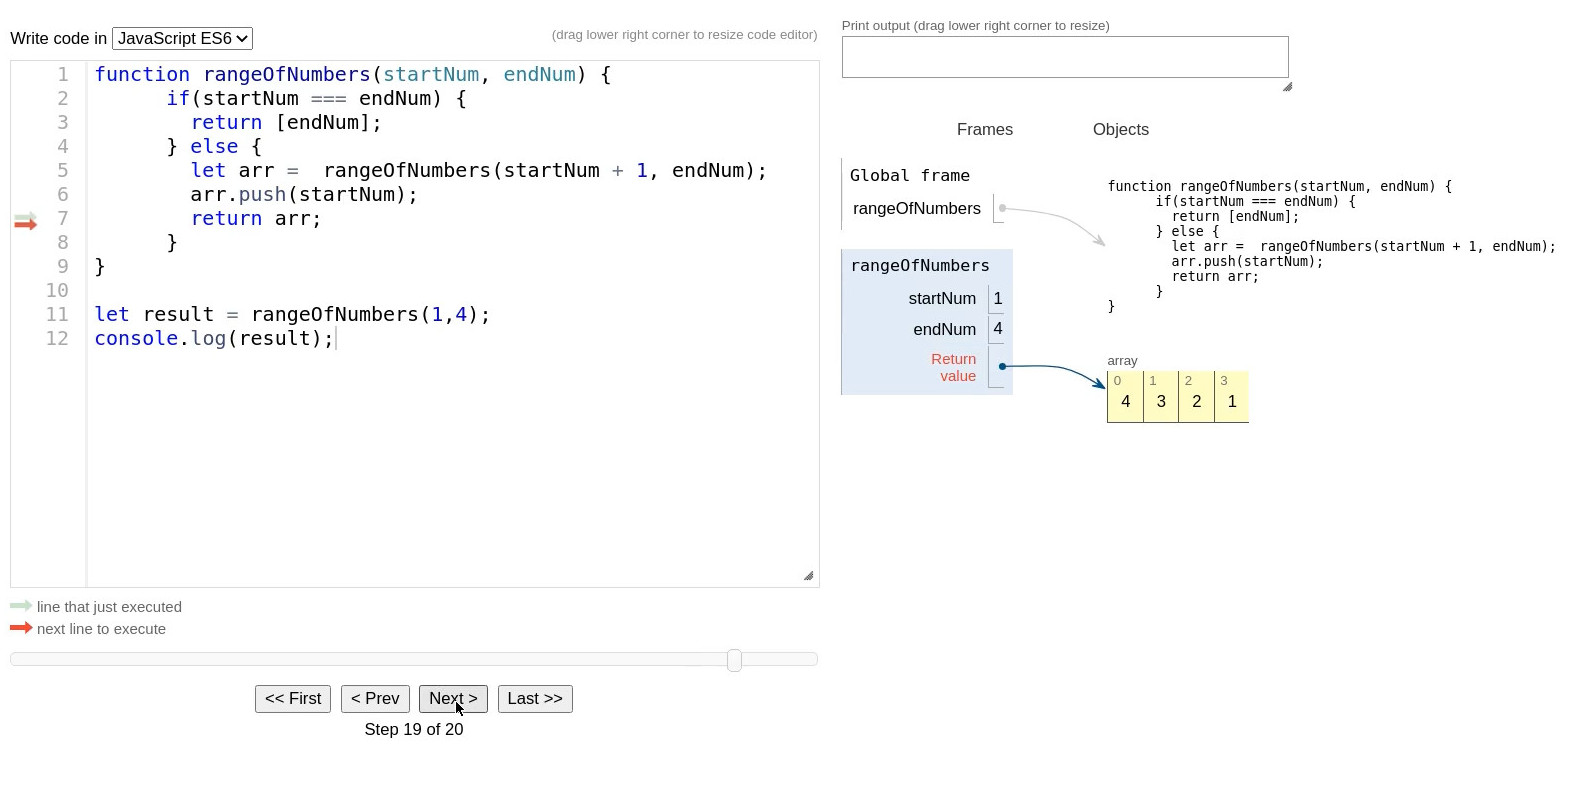 Write code in JavaScript ES6
(drag lower right corner to resize code editor)
1 function rangeOfNumbers(startNum, endNum) {
2       if(startNum === endNum) {
3         return [endNum];
4       } else {
5         let arr =  rangeOfNumbers(startNum + 1, endNum);
6         arr.push(startNum);
7         return arr;
8       }
9 }
10
11 let result = rangeOfNumbers(1,4);
12 console.log(result);
line that just executed
next line to execute
<< First < Prev Next > Last >>
Step 19 of 20
Print output (drag lower right corner to resize)
Frames Objects
Global frame
rangeOfNumbers
function rangeOfNumbers(startNum, endNum) {
      if(startNum === endNum) {
        return [endNum];
      } else {
        let arr =  rangeOfNumbers(startNum + 1, endNum);
        arr.push(startNum);
        return arr;
      }
}
rangeOfNumbers
startNum 1
endNum 4
Return
value
array
0 1 2 3
4 3 2 1